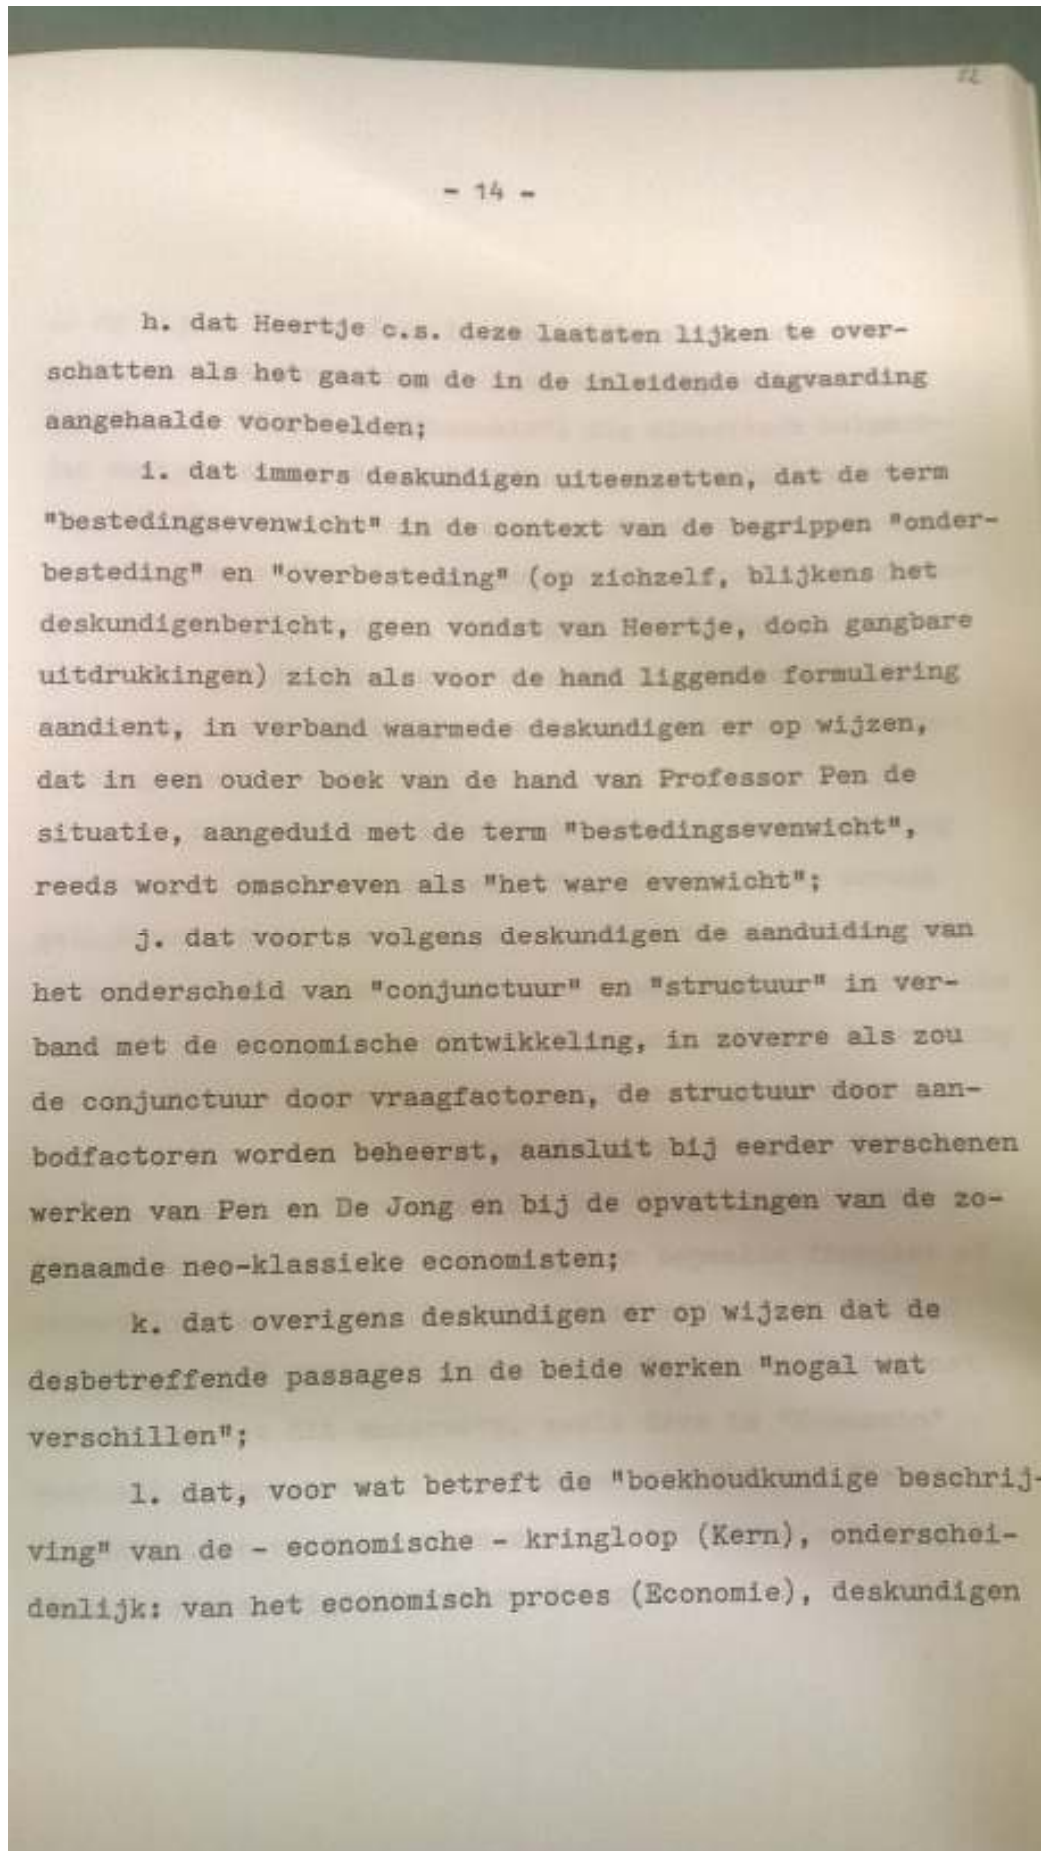 - 14 -
h. dat Heertje c.s. deze laatsten lijken te over-
schatten als het gaat om de in de inleidende dagvaarding
aangehaalde voorbeelden;
i. dat immers deskundigen uiteenzetten, dat de term
"bestedingsevenwicht" in de context van de begrippen "onder-
besteding" en "overbesteding" (op zichzelf, blijkens het
deskundigenbericht, geen vondst van Heertje, doch gangbare
uitdrukkingen) zich als voor de hand liggende formulering
aandient, in verband waarmede deskundigen er op wijzen,
dat in een ouder boek van de hand van Professor Pen de
situatie, aangeduid met de term "bestedingsevenwicht",
reeds wordt omschreven als "het ware evenwicht";
j. dat voorts volgens deskundigen de aanduiding van
het onderscheid van "conjunctuur" en "structuur" in ver-
band met de economische ontwikkeling, in zoverre als zou
de conjunctuur door vraagfactoren, de structuur door aan-
bodfactoren worden beheerst, aansluit bij eerder verschenen
werken van Pen en De Jong en bij de opvattingen van de zo-
genaamde neo-klassieke economisten;
k. dat overigens deskundigen er op wijzen dat de
desbetreffende passages in de beide werken "nogal wat
verschillen";
l. dat, voor wat betreft de "boekhoudkundige beschrij-
ving" van de - economische - kringloop (Kern), onderschei-
denlijk: van het economisch proces (Economie), deskundigen